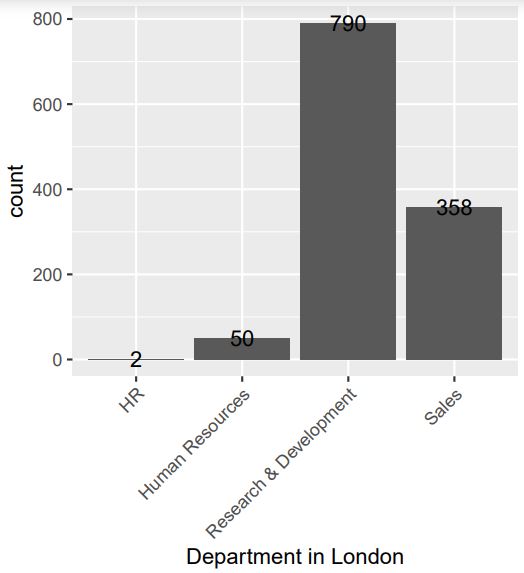 800
600
400
200
0
count
790
358
50
2
HR
Human Resources
Research & Development
Sales
Department in London